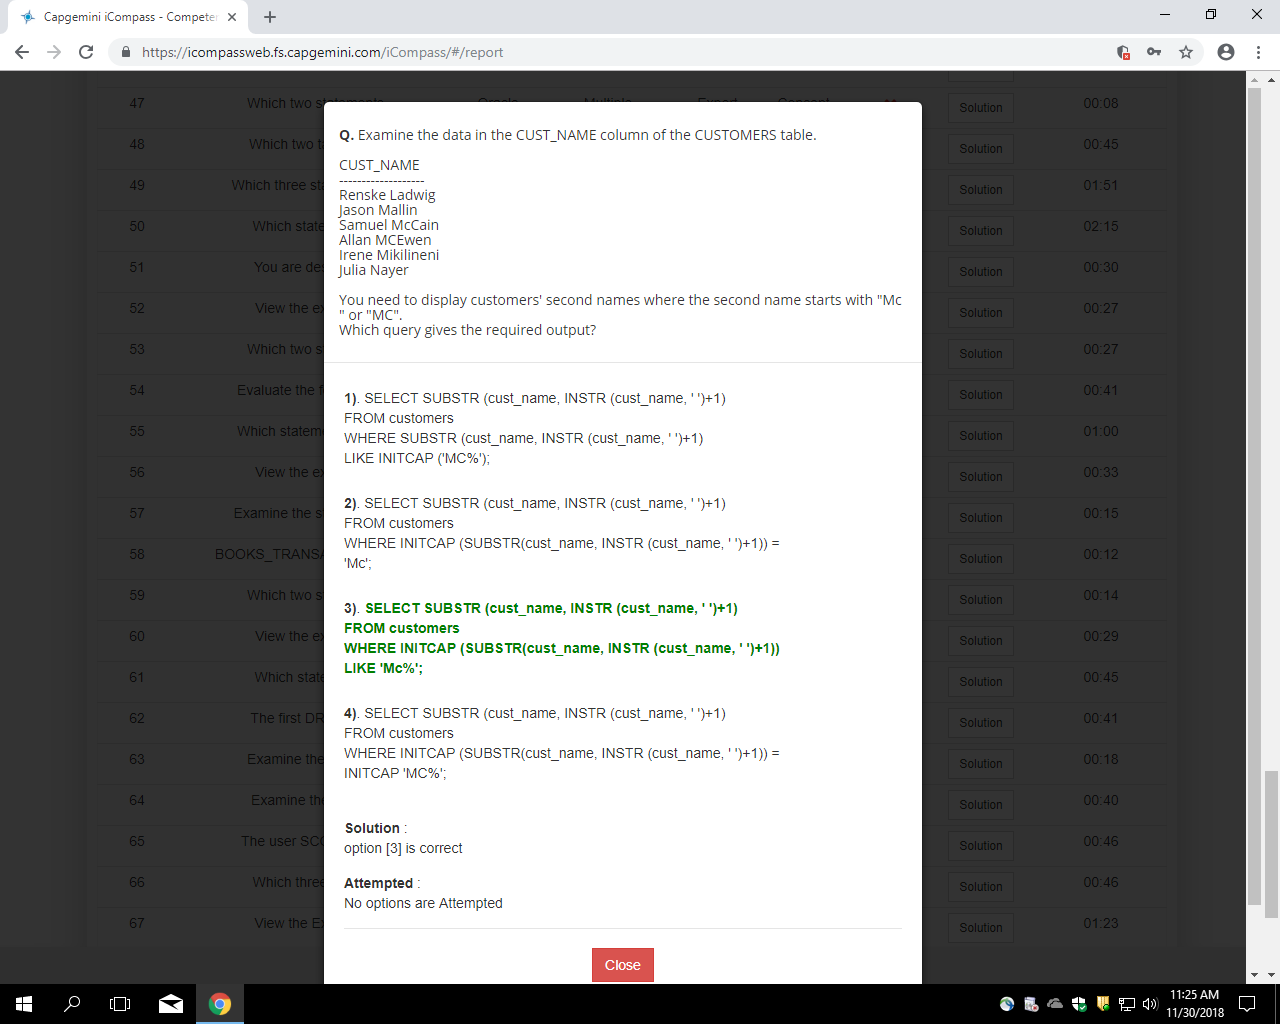 Capgemini iCompass - Competer
https://icompassweb.fs.capgemini.com/iCompass/#/report
47 Which two statements Oracle Multiple Expert Concept Solution 00:08
48 Which two t Solution 00:45
49 Which three sta Solution 01:51
50 Which state Solution 02:15
51 You are de Solution 00:30
52 View the ex Solution 00:27
53 Which two s Solution 00:27
54 Evaluate the f Solution 00:41
55 Which statem Solution 01:00
56 View the ex Solution 00:33
57 Examine the s Solution 00:15
58 BOOKS_TRANSA Solution 00:12
59 Which two s Solution 00:14
60 View the ex Solution 00:29
61 Which state Solution 00:45
62 The first DR Solution 00:41
63 Examine the Solution 00:18
64 Examine the Solution 00:40
65 The user SCO Solution 00:46
66 Which three Solution 00:46
67 View the Ex Solution 01:23
Q. Examine the data in the CUST_NAME column of the CUSTOMERS table.
CUST_NAME
-------------------
Renske Ladwig
Jason Mallin
Samuel McCain
Allan MCEwen
Irene Mikilineni
Julia Nayer
You need to display customers' second names where the second name starts with "Mc
" or "MC".
Which query gives the required output?
1). SELECT SUBSTR (cust_name, INSTR (cust_name, ' ')+1)
FROM customers
WHERE SUBSTR (cust_name, INSTR (cust_name, ' ')+1)
LIKE INITCAP ('MC%');
2). SELECT SUBSTR (cust_name, INSTR (cust_name, ' ')+1)
FROM customers
WHERE INITCAP (SUBSTR(cust_name, INSTR (cust_name, ' ')+1)) =
'Mc';
3). SELECT SUBSTR (cust_name, INSTR (cust_name, ' ')+1)
FROM customers
WHERE INITCAP (SUBSTR(cust_name, INSTR (cust_name, ' ')+1))
LIKE 'Mc%';
4). SELECT SUBSTR (cust_name, INSTR (cust_name, ' ')+1)
FROM customers
WHERE INITCAP (SUBSTR(cust_name, INSTR (cust_name, ' ')+1)) =
INITCAP 'MC%';
Solution :
option [3] is correct
Attempted :
No options are Attempted
Close
11:25 AM
11/30/2018